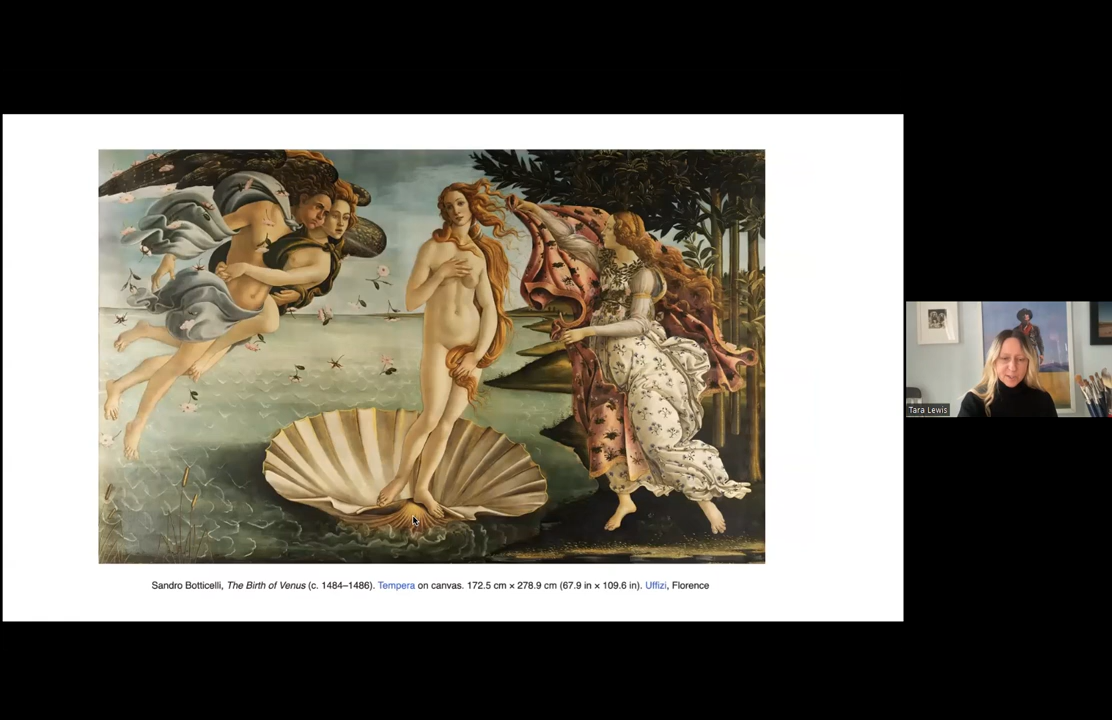 Sandro Botticelli, The Birth of Venus (c. 1484–1486). Tempera on canvas. 172.5 cm × 278.9 cm (67.9 in × 109.6 in). Uffizi, Florence
Tara Lewis